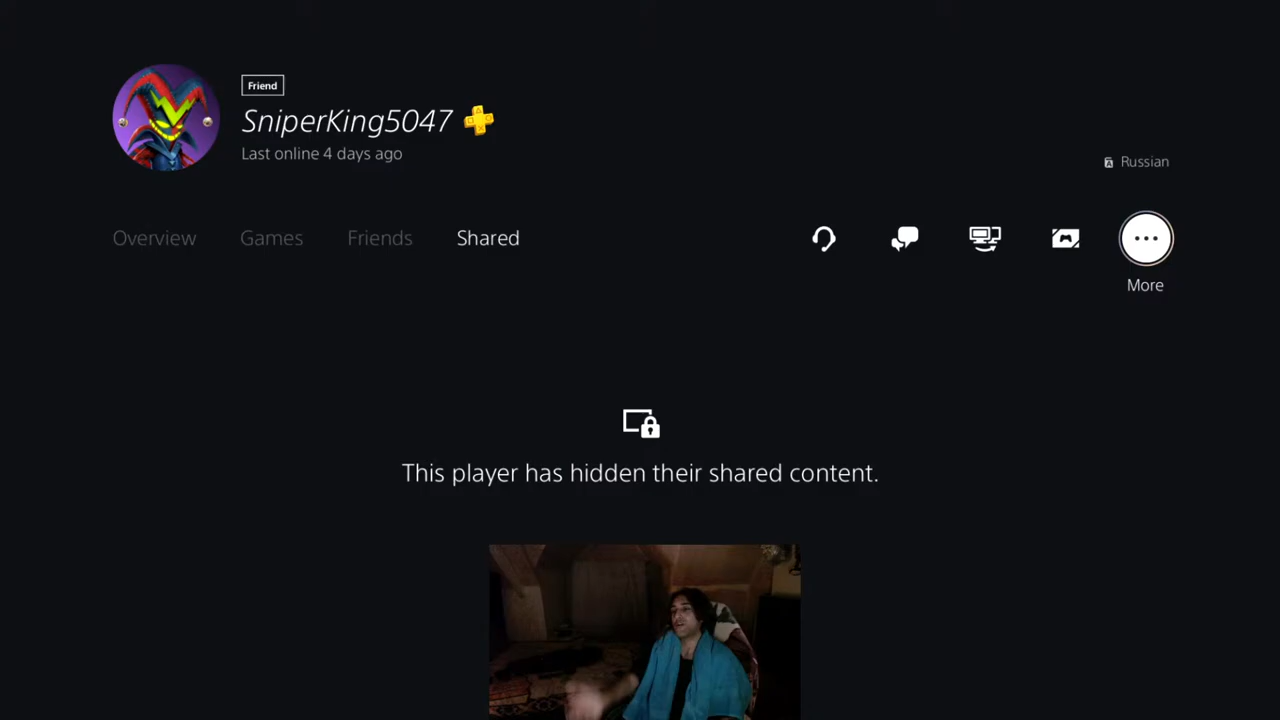 Friend
SniperKing5047
Last online 4 days ago
Russian
Overview Games Friends Shared
More
This player has hidden their shared content.